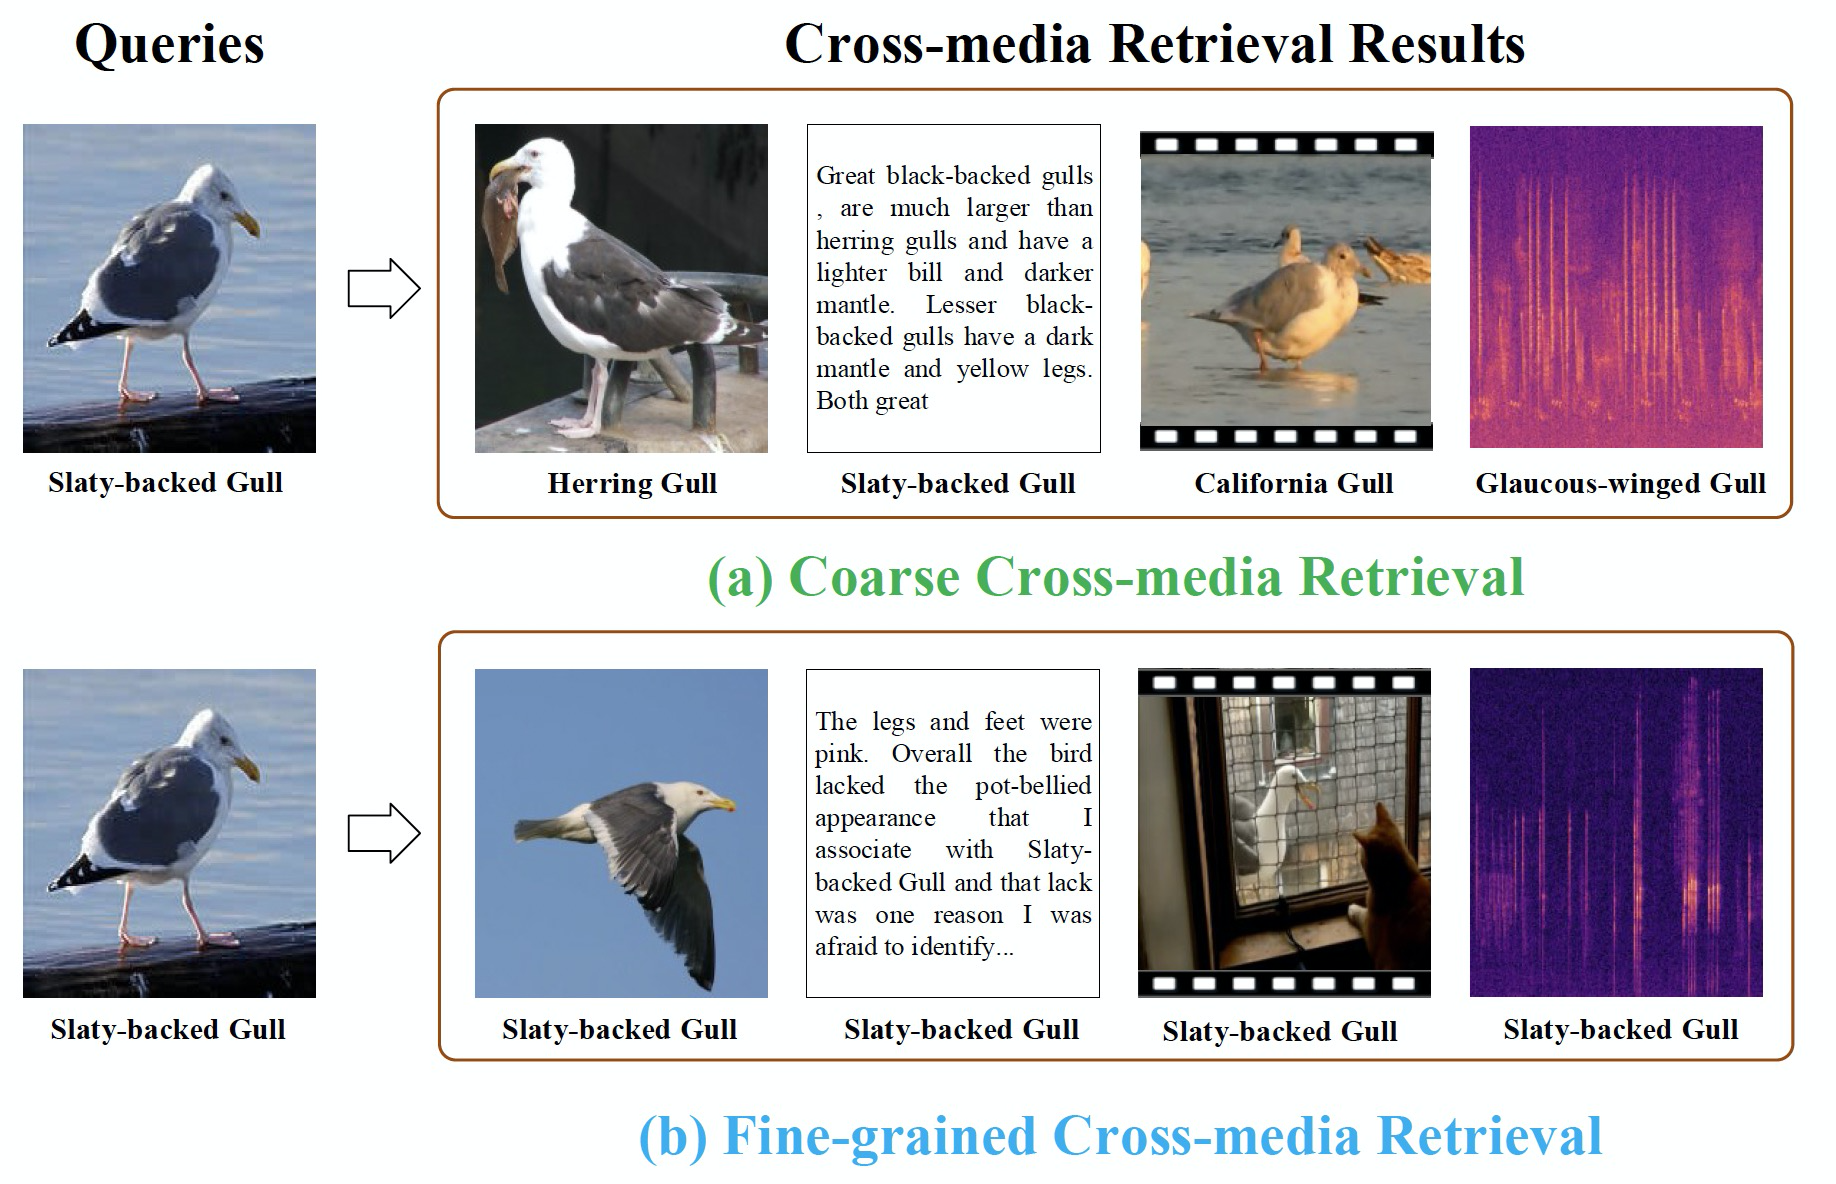 Queries
Cross-media Retrieval Results
Great black-backed gulls
, are much larger than
herring gulls and have a
lighter bill and darker
mantle. Lesser black-
backed gulls have a dark
mantle and yellow legs.
Both great
Slaty-backed Gull
Herring Gull
Slaty-backed Gull
California Gull
Glaucous-winged Gull
(a) Coarse Cross-media Retrieval
The legs and feet were
pink. Overall the bird
lacked the pot-bellied
appearance that I
associate with Slaty-
backed Gull and that lack
was one reason I was
afraid to identify...
Slaty-backed Gull
Slaty-backed Gull
Slaty-backed Gull
Slaty-backed Gull
Slaty-backed Gull
(b) Fine-grained Cross-media Retrieval